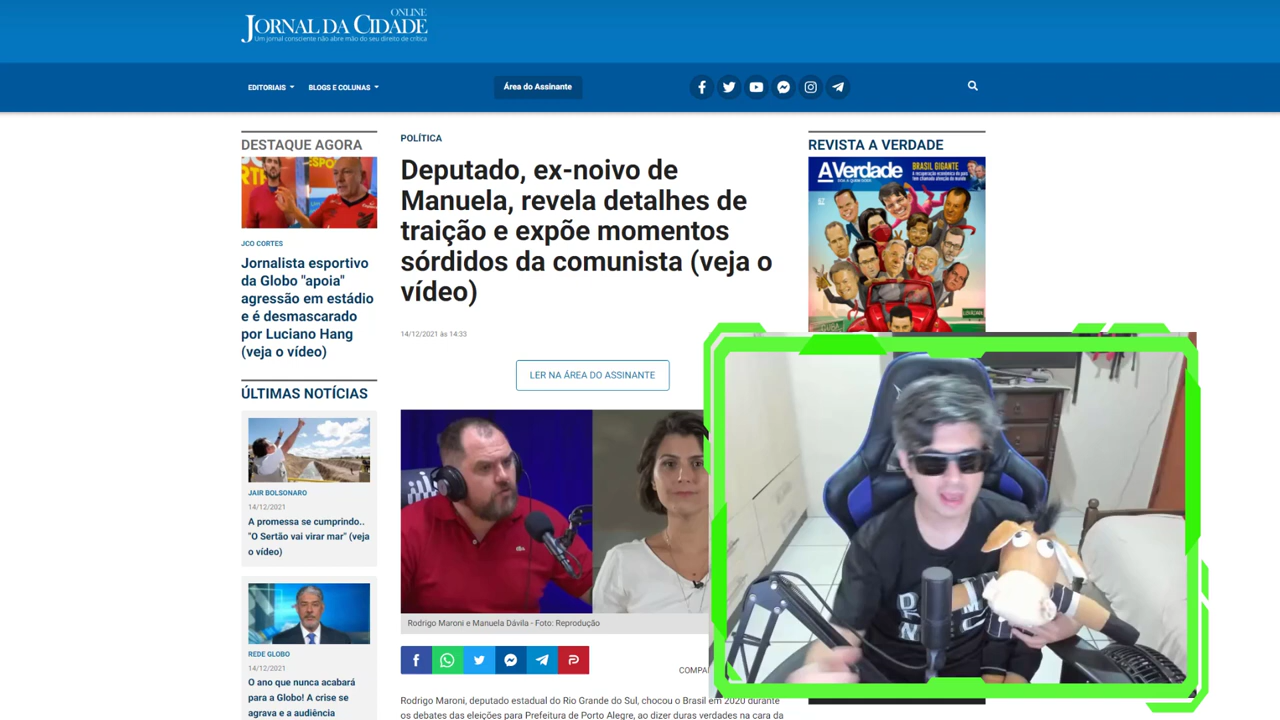 ONLINE
JORNAL DA CIDADE
Um jornal consciente não abre mão do seu direito de crítica
EDITORIAIS
BLOGS E COLUNAS
Área do Assinante
DESTAQUE AGORA
JCO CORTES
Jornalista esportivo
da Globo "apoia"
agressão em estádio
e é desmascarado
por Luciano Hang
(veja o vídeo)
ÚLTIMAS NOTÍCIAS
JAIR BOLSONARO
14/12/2021
A promessa se cumprindo..
"O Sertão vai virar mar" (veja
o vídeo)
REDE GLOBO
14/12/2021
O ano que nunca acabará
para a Globo! A crise se
agrava e a audiência
POLÍTICA
Deputado, ex-noivo de
Manuela, revela detalhes de
traição e expõe momentos
sórdidos da comunista (veja o
vídeo)
14/12/2021 às 14:33
LER NA ÁREA DO ASSINANTE
Rodrigo Maroni e Manuela Dávila - Foto: Reprodução
COMPA
Rodrigo Maroni, deputado estadual do Rio Grande do Sul, chocou o Brasil em 2020 durante
os debates das eleições para Prefeitura de Porto Alegre, ao dizer duras verdades na cara da
REVISTA A VERDADE
A Verdade
BRASIL GIGANTE